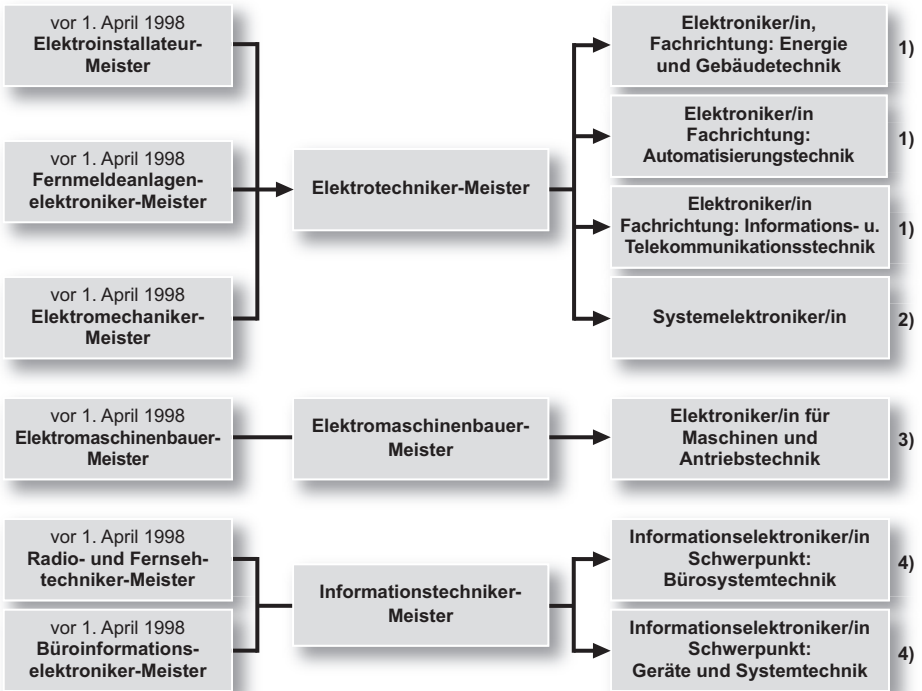 vor 1. April 1998
Elektroinstallateur-
Meister
vor 1. April 1998
Fernmeldeanlagen-
elektroniker-Meister
vor 1. April 1998
Elektromechaniker-
Meister
Elektrotechniker-Meister
Elektroniker/in,
Fachrichtung: Energie
und Gebäudetechnik
1)
Elektroniker/in
Fachrichtung:
Automatisierungstechnik
1)
Elektroniker/in
Fachrichtung: Informations- u.
Telekommunikationsstechnik
1)
Systemelektroniker/in
2)
vor 1. April 1998
Elektromaschinenbauer-
Meister
Elektromaschinenbauer-
Meister
Elektroniker/in für
Maschinen und
Antriebstechnik
3)
vor 1. April 1998
Radio- und Fernseh-
techniker-Meister
vor 1. April 1998
Büroinformations-
elektroniker-Meister
Informationstechniker-
Meister
Informationselektroniker/in
Schwerpunkt:
Bürosystemtechnik
4)
Informationselektroniker/in
Schwerpunkt:
Geräte und Systemtechnik
4)